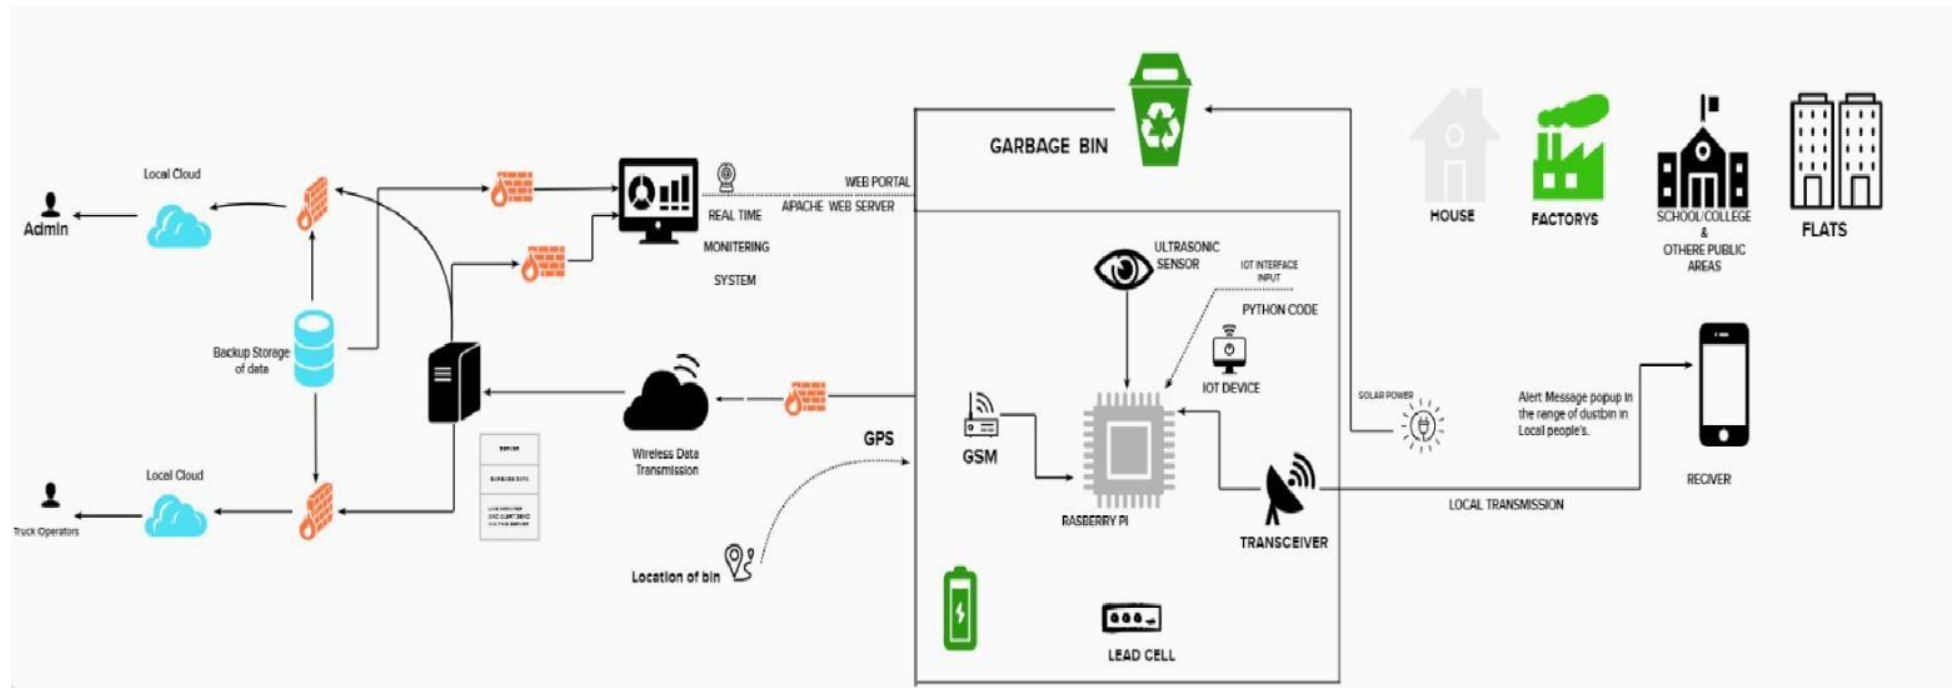 Admin
Local Cloud
Backup Storage
of data
Local Cloud
Truck Operators
REAL TIME
MONITERING
SYSTEM
WEB PORTAL
APACHE WEB SERVER
SERVER
GARBAGE DATA
Wireless Data
Transmission
GPS
Location of bin
GARBAGE BIN
ULTRASONIC
SENSOR
IOT INTERFACE
INPUT
PYTHON CODE
IOT DEVICE
GSM
RASBERRY PI
TRANSCEIVER
LEAD CELL
SOLAR POWER
HOUSE
FACTORYS
SCHOOL/COLLEGE
&
OTHERE PUBLIC
AREAS
FLATS
Alert Message popup in
the range of dustbin in
Local people's.
RECIVER
LOCAL TRANSMISSION